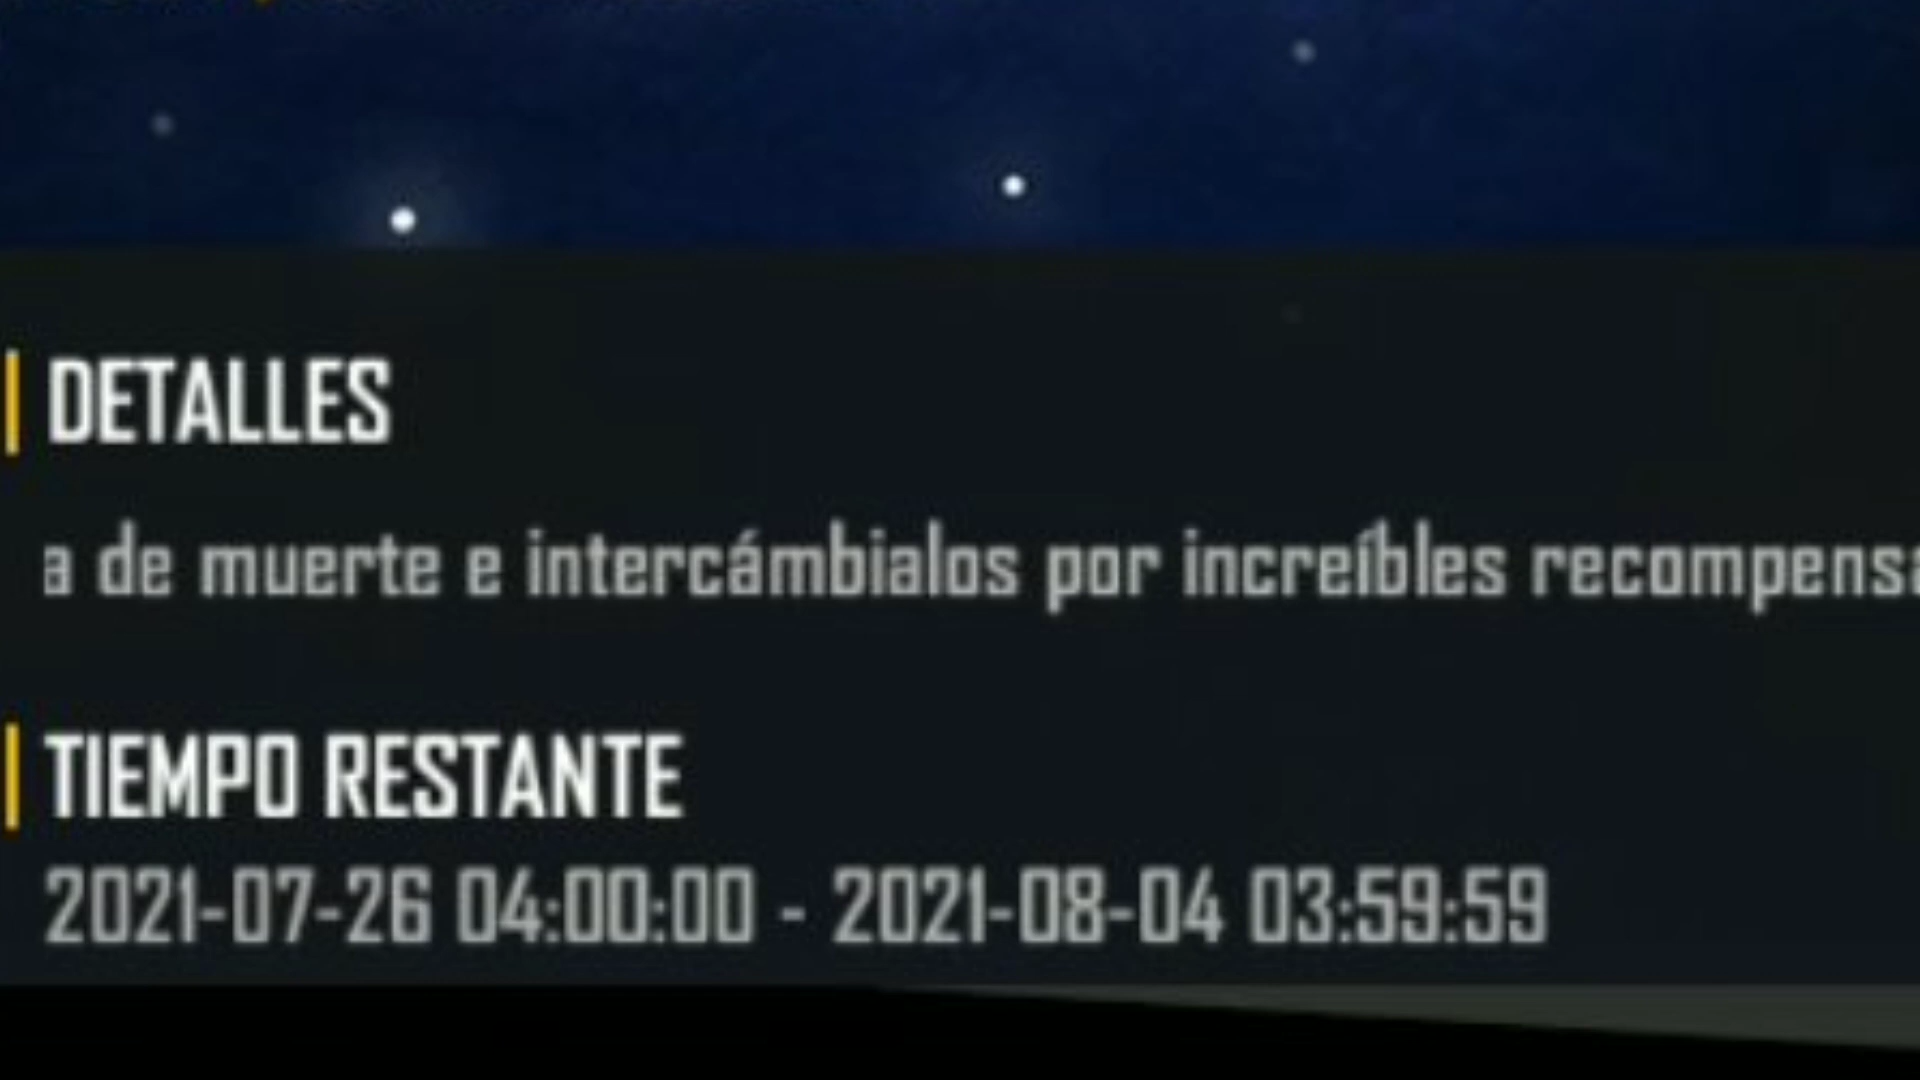 DETALLES
a de muerte e intercámbialos por increíbles recompensa
TIEMPO RESTANTE
2021-07-26 04:00:00 - 2021-08-04 03:59:59